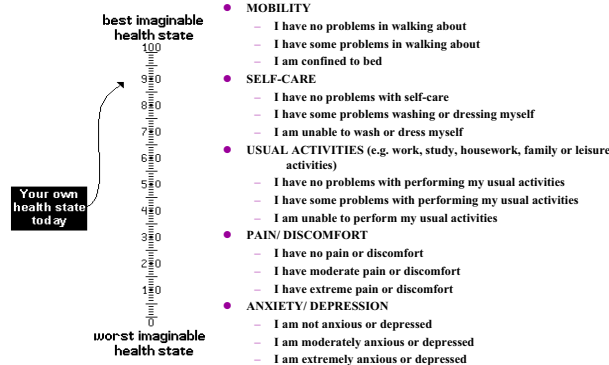 best imaginable
health state
100
9 0
8 0
7 0
6 0
5 0
4 0
3 0
2 0
1 0
0
worst imaginable
health state
Your own
health state
today
MOBILITY
– I have no problems in walking about
– I have some problems in walking about
– I am confined to bed
SELF-CARE
– I have no problems with self-care
– I have some problems washing or dressing myself
– I am unable to wash or dress myself
USUAL ACTIVITIES (e.g. work, study, housework, family or leisure
activities)
– I have no problems with performing my usual activities
– I have some problems with performing my usual activities
– I am unable to perform my usual activities
PAIN/ DISCOMFORT
– I have no pain or discomfort
– I have moderate pain or discomfort
– I have extreme pain or discomfort
ANXIETY/ DEPRESSION
– I am not anxious or depressed
– I am moderately anxious or depressed
– I am extremely anxious or depressed